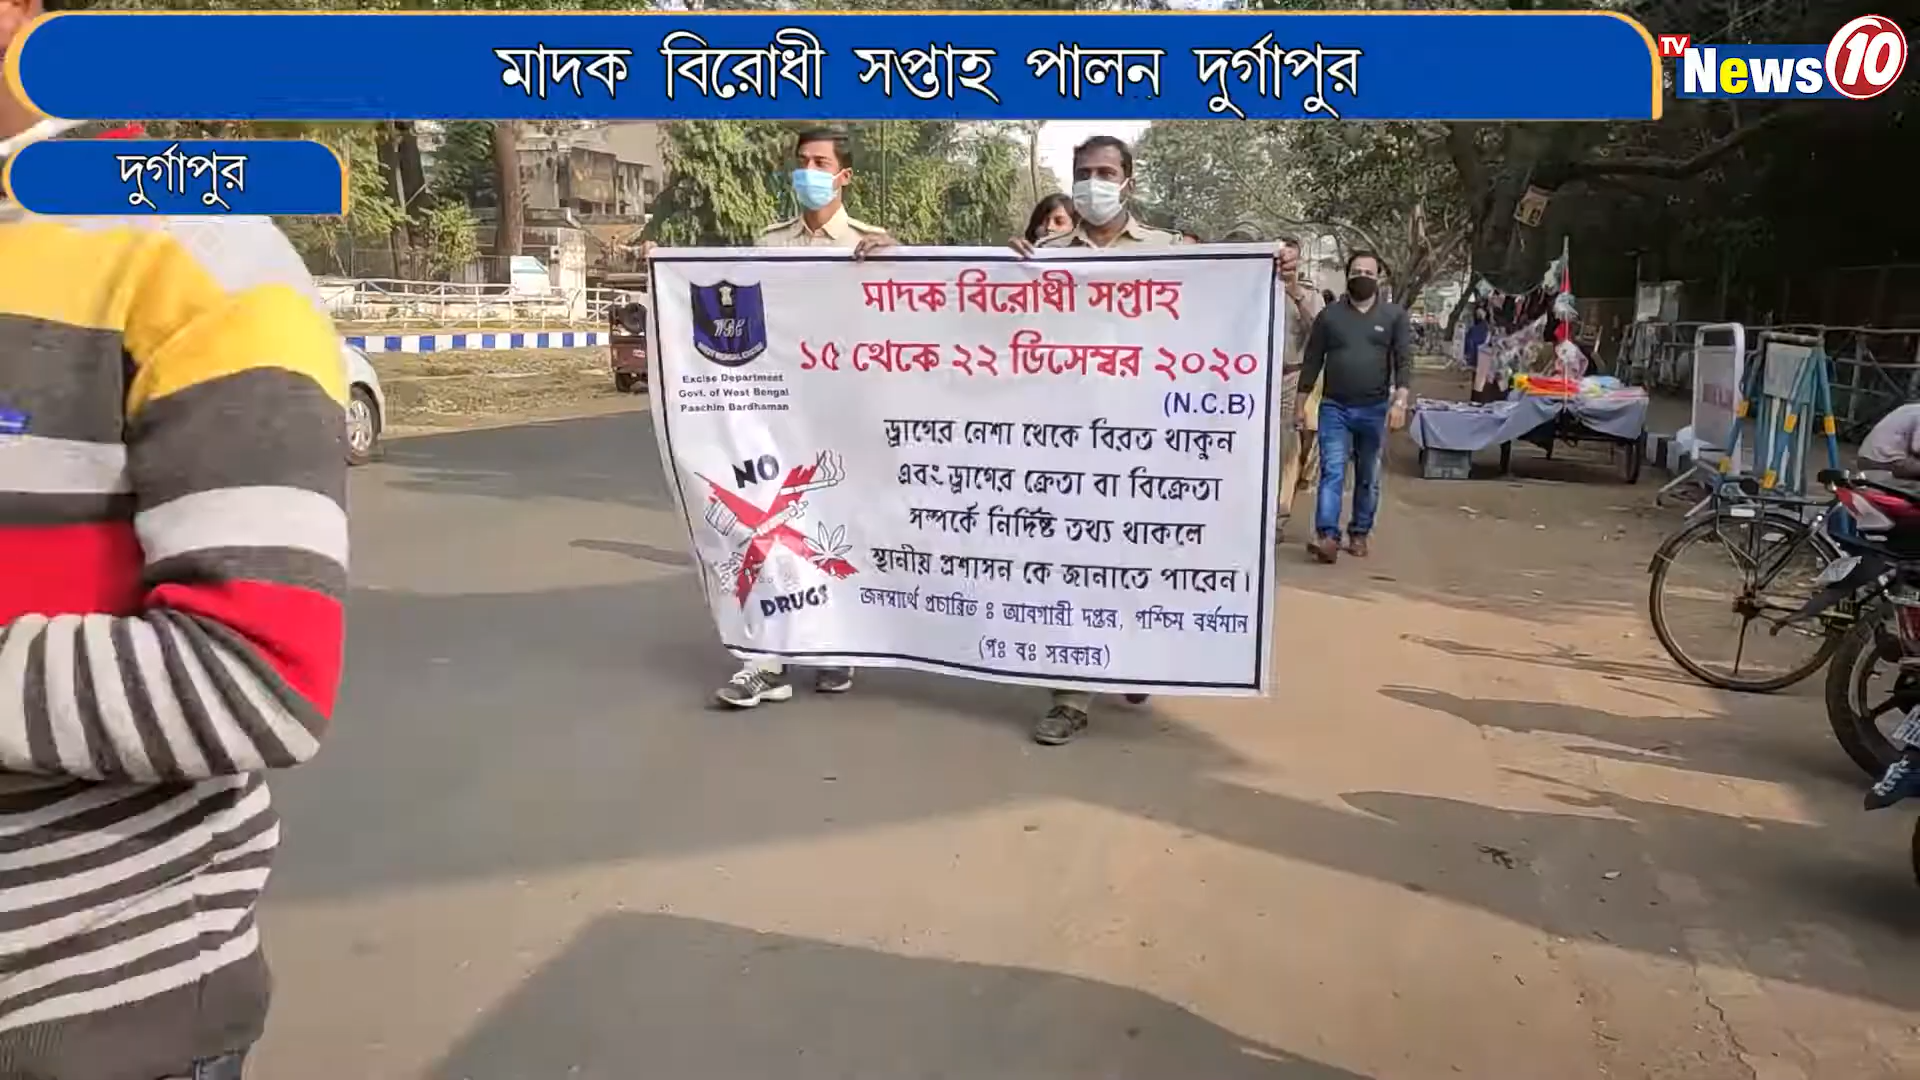 মাদক বিরোধী সপ্তাহ পালন দুর্গাপুর
TV News 10
দুর্গাপুর
মাদক বিরোধী সপ্তাহ
১৫ থেকে ২২ ডিসেম্বর ২০২০
(N.C.B)
Excise Department
Govt. of West Bengal
Paschim Bardhaman
ড্রাগের নেশা থেকে বিরত থাকুন
এবং ড্রাগের ক্রেতা বা বিক্রেতা
সম্পর্কে নির্দিষ্ট তথ্য থাকলে
স্থানীয় প্রশাসন কে জানাতে পারেন।
NO
DRUGS
জনস্বার্থে প্রচারিত ঃ আবগারী দপ্তর, পশ্চিম বর্ধমান
(পঃ বঃ সরকার)